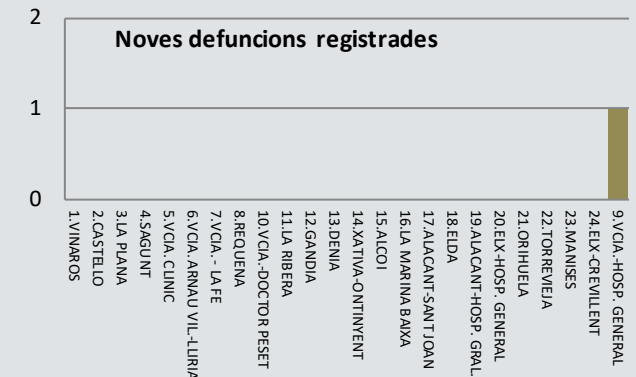 2
Noves defuncions registrades
1
0
1.VINAROS
2.CASTELLO
3.LA PLANA
4.SAGUNT
5.VCIA. CLINIC
6.VCIA. ARNAU VIL.-LLIRIA
7.VCIA. - LA FE
8.REQUENA
10.VCIA.-DOCTOR PESET
11.LA RIBERA
12.GANDIA
13.DENIA
14.XATIVA-ONTINYENT
15.ALCOI
16.LA MARINA BAIXA
17.ALACANT-SANT JOAN
18.ELDA
19.ALACANT-HOSP. GRAL.
20.ELX-HOSP. GENERAL
21.ORIHUELA
22.TORREVIEJA
23.MANISES
24.ELX-CREVILLENT
9.VCIA.-HOSP. GENERAL